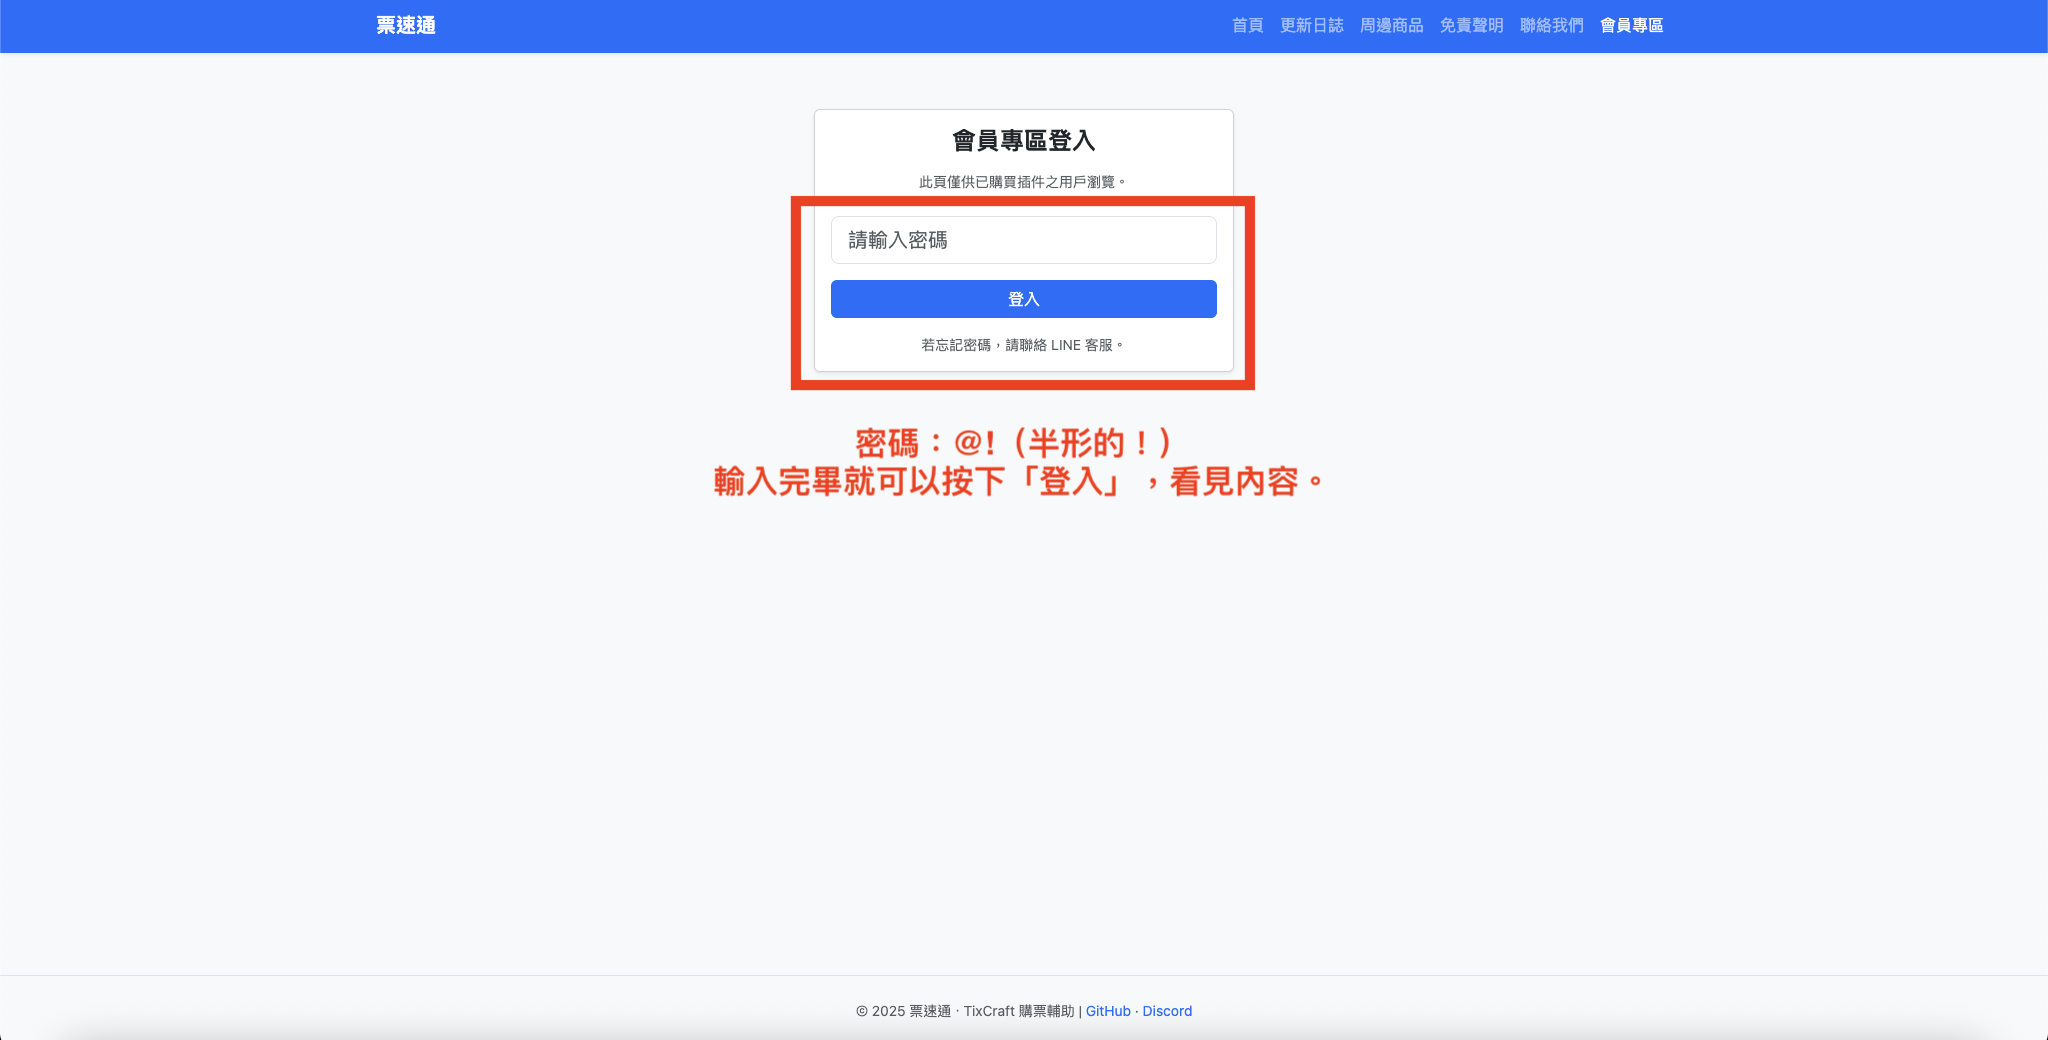 票速通
首頁 更新日誌 周邊商品 免責聲明 聯絡我們 會員專區
會員專區登入
此頁僅供已購買插件之用戶瀏覽。
請輸入密碼
登入
若忘記密碼，請聯絡 LINE 客服。
密碼：@!（半形的！）
輸入完畢就可以按下「登入」，看見內容。
© 2025 票速通 · TixCraft 購票輔助 | GitHub · Discord